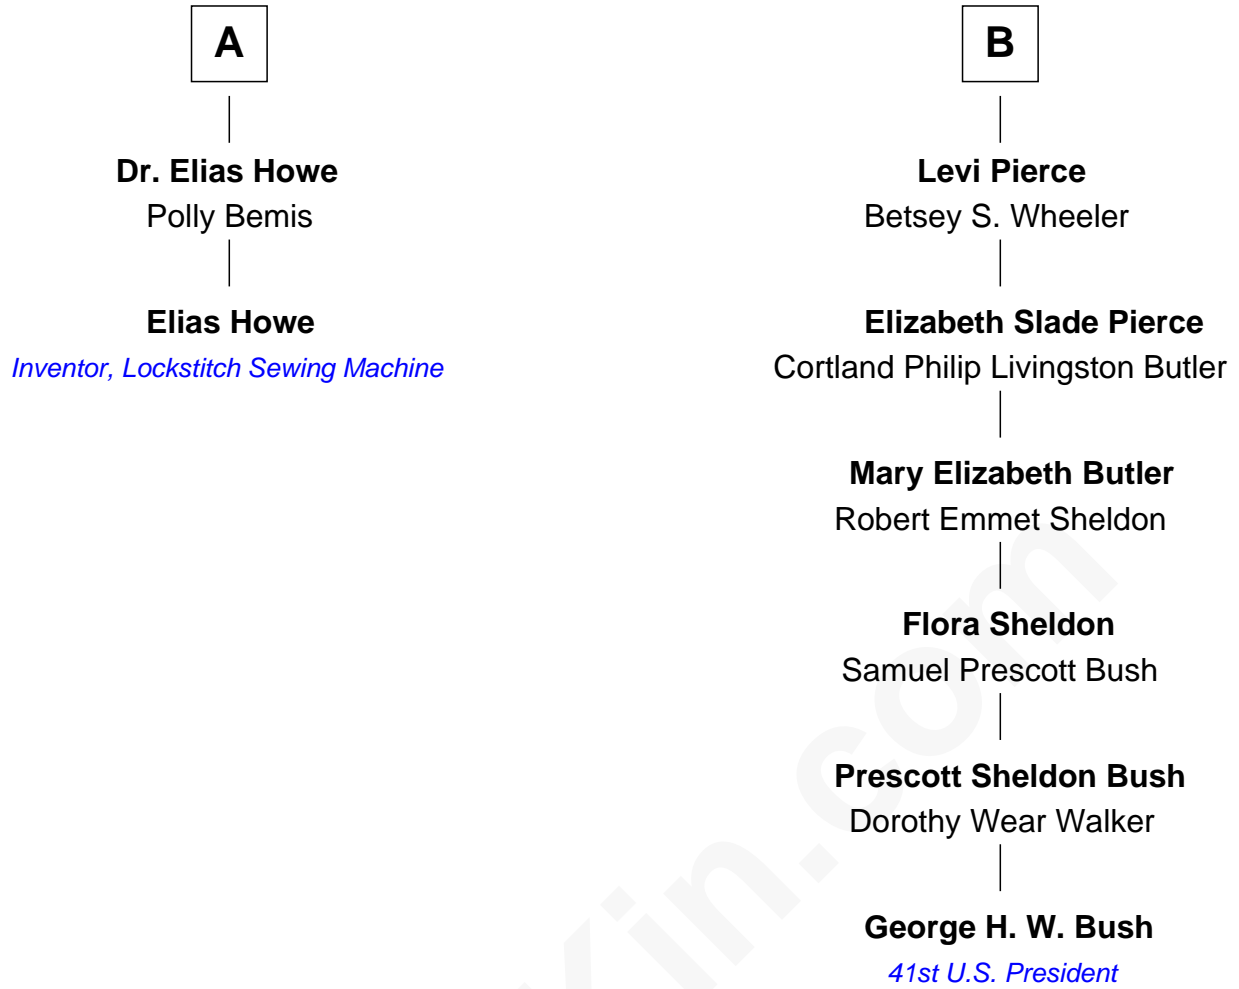 A
Dr. Elias Howe
Polly Bemis
Elias Howe
Inventor, Lockstitch Sewing Machine
B
Levi Pierce
Betsey S. Wheeler
Elizabeth Slade Pierce
Cortland Philip Livingston Butler
Mary Elizabeth Butler
Robert Emmet Sheldon
Flora Sheldon
Samuel Prescott Bush
Prescott Sheldon Bush
Dorothy Wear Walker
George H. W. Bush
41st U.S. President
Kin.com